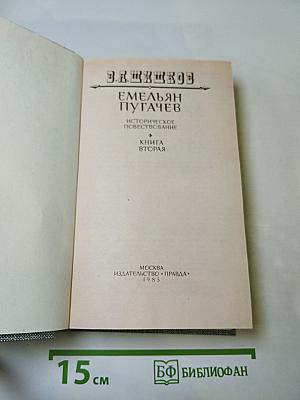 В.Я.ШИШКОВ
ЕМЕЛЬЯН
ПУГАЧЕВ
ИСТОРИЧЕСКОЕ
ПОВЕСТВОВАНИЕ
КНИГА
ВТОРАЯ
МОСКВА
ИЗДАТЕЛЬСТВО «ПРАВДА»
1985
15 см
БФ БИБЛИОФАН